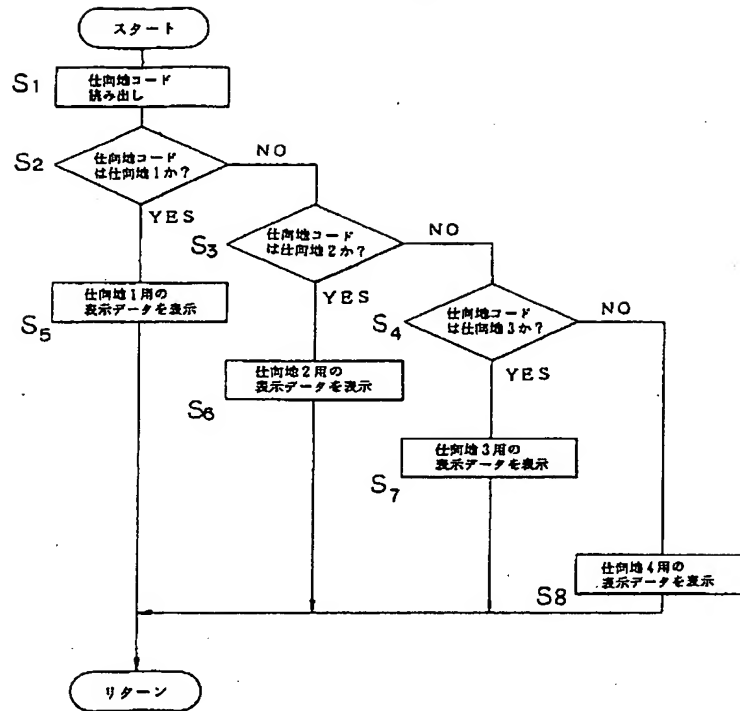 スタート
S1
仕向地コード
読み出し
S2
仕向地コード
は仕向地1か?
NO
YES
S3
仕向地コード
は仕向地2か?
NO
YES
S4
仕向地コード
は仕向地3か?
NO
YES
S5
仕向地1用の
表示データを表示
S6
仕向地2用の
表示データを表示
S7
仕向地3用の
表示データを表示
S8
仕向地4用の
表示データを表示
リターン